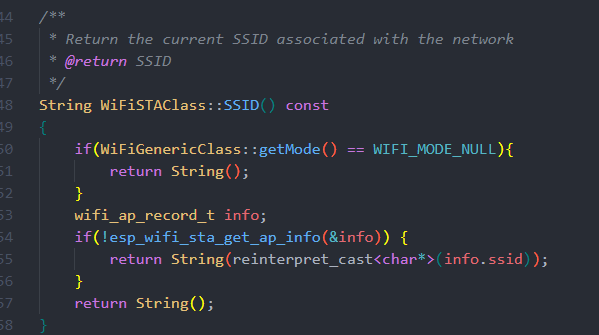 44 /**
45  * Return the current SSID associated with the network
46  * @return SSID
47  */
48 String WiFiSTAClass::SSID() const
49 {
50     if(WiFiGenericClass::getMode() == WIFI_MODE_NULL){
51         return String();
52     }
53     wifi_ap_record_t info;
54     if(!esp_wifi_sta_get_ap_info(&info)) {
55         return String(reinterpret_cast<char*>(info.ssid));
56     }
57     return String();
58 }